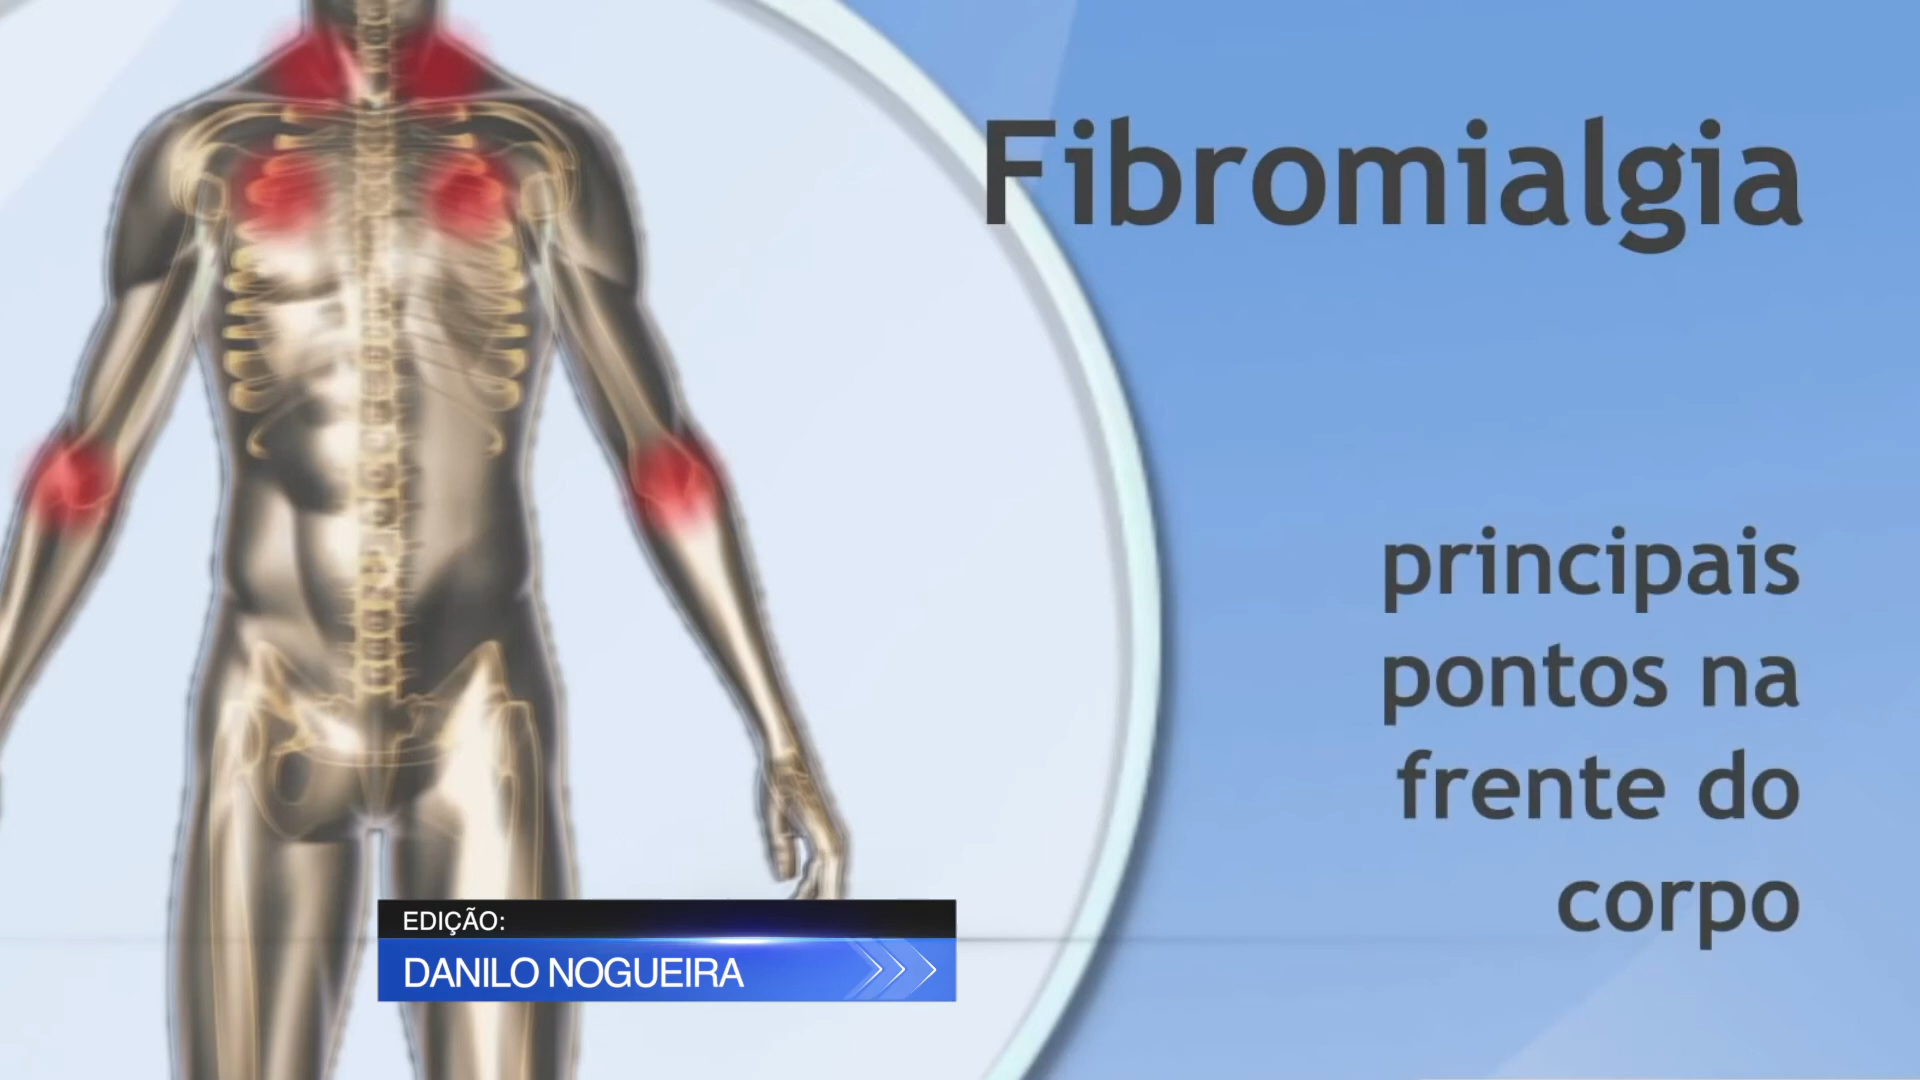 Fibromialgia
principais
pontos na
frente do
corpo
EDIÇÃO:
DANILO NOGUEIRA